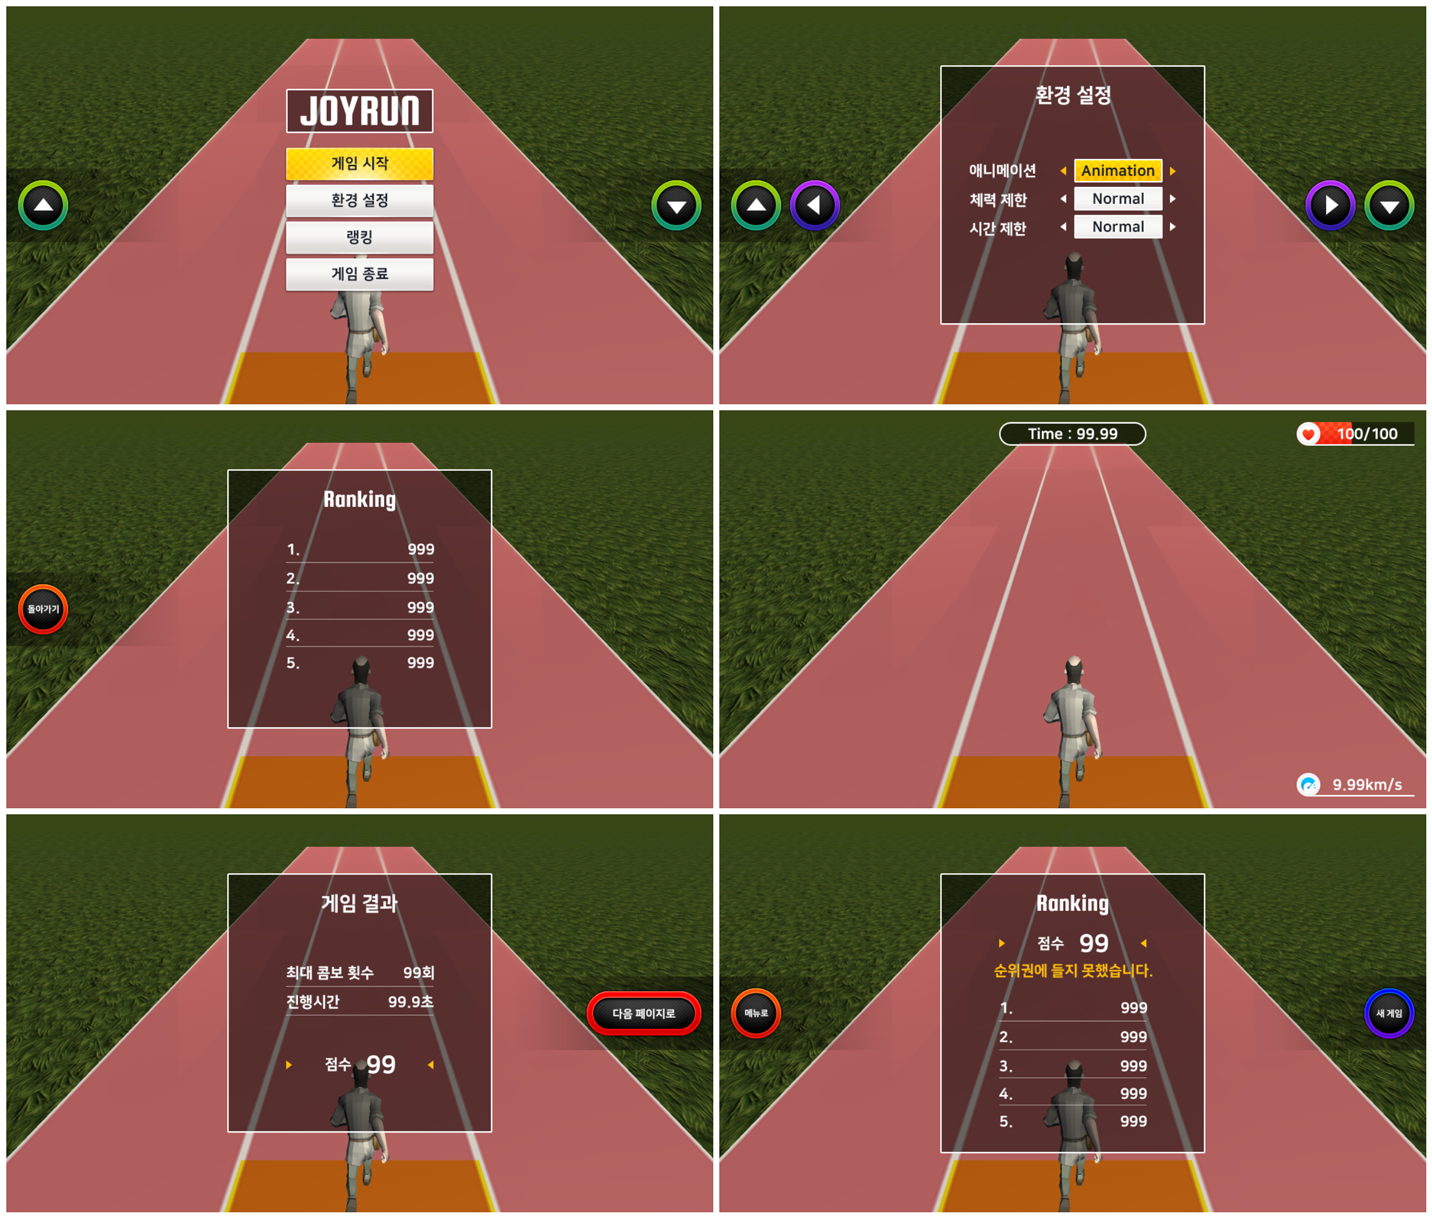 JOYRUN
게임 시작
환경 설정
랭킹
게임 종료
환경 설정
애니메이션 Animation
체력 제한 Normal
시간 제한 Normal
Ranking
1. 999
2. 999
3. 999
4. 999
5. 999
돌아가기
Time : 99.99
100/100
9.99km/s
게임 결과
최대 콤보 횟수 99회
진행시간 99.9초
점수 99
다음 페이지로
Ranking
점수 99
순위권에 들지 못했습니다.
1. 999
2. 999
3. 999
4. 999
5. 999
메뉴로
새 게임